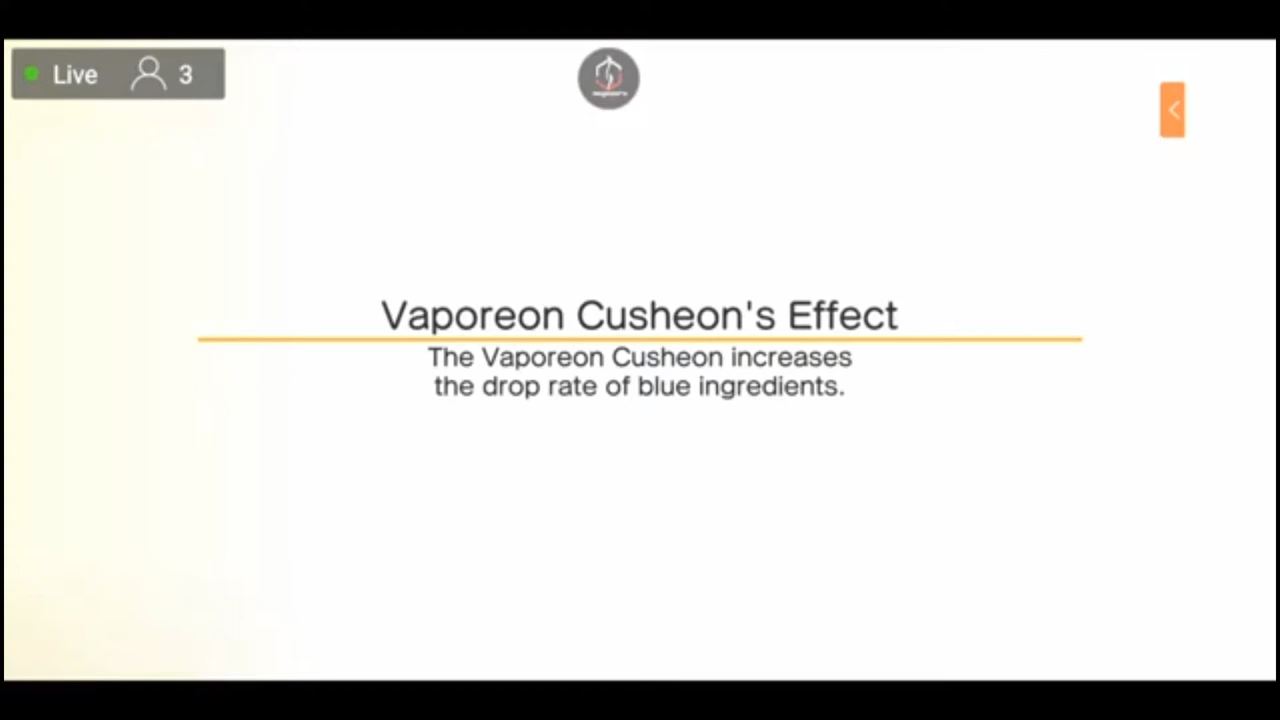 Live 3
Vaporeon Cusheon's Effect
The Vaporeon Cusheon increases
the drop rate of blue ingredients.